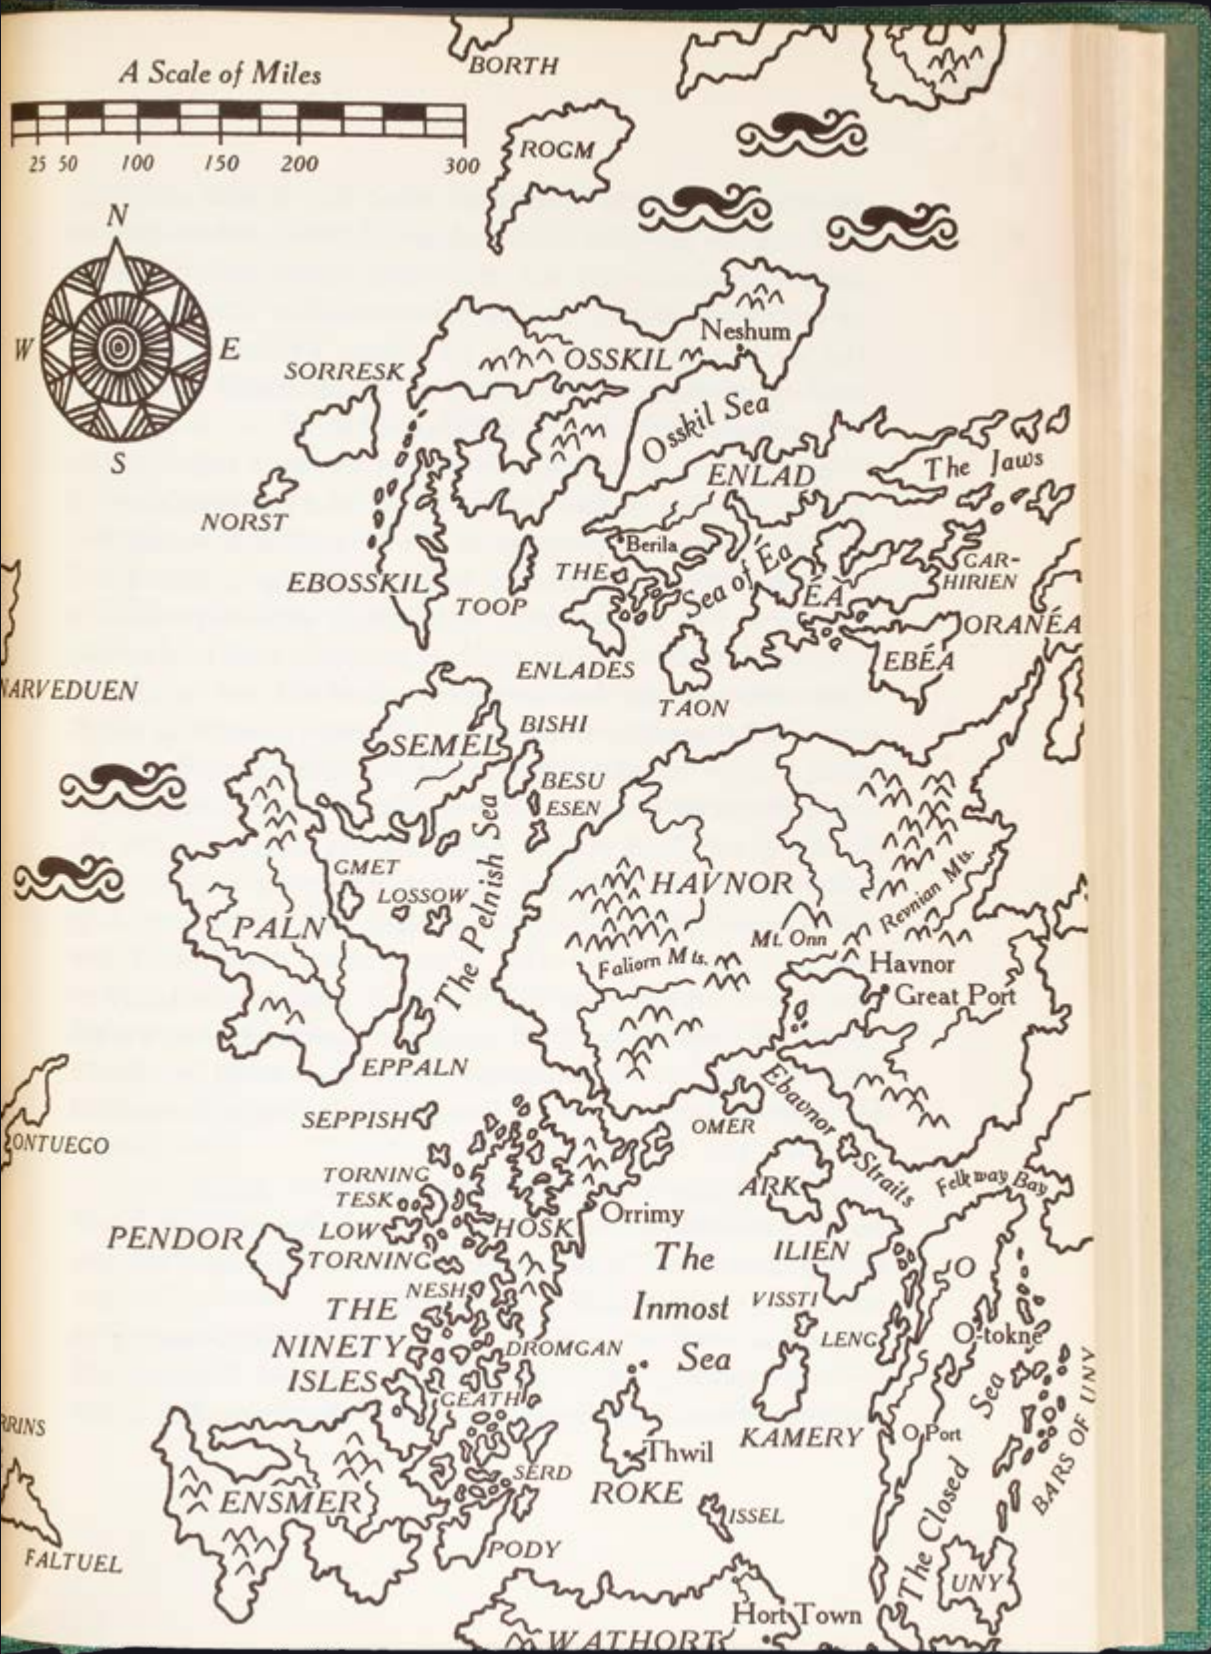 BORTH
A Scale of Miles
25 50 100 150 200 300
ROGM
N
W E
S
Neshum
OSSKIL
SORRESK
Osskil Sea
The Jaws
ENLAD
NORST
Berila
Sea of Éa
GAR-
HIRIEN
THE
ENLADES
EBOSSKIL
TOOP
ÉA
ORANÉA
EBÉA
TAON
NARVEDUEN
BISHI
SEMEL
BESU
ESEN
The Pelnish Sea
GMET
LOSSOW
HAVNOR
Revnian Mts.
PALN
Mt. Onn
Faliorn Mts.
Havnor
Great Port
EPPALN
Ebavnor Straits
SEPPISH
OMER
ONTUEGO
TORNING
TESK
ARK
Felkway Bay
LOW
TORNING
HOSK
Orrimy
PENDOR
ILIEN
The
Inmost
Sea
O
NESH
VISSTI
THE
NINETY
ISLES
O-tokne
LENG
DROMGAN
GEATH
BARS OF UNY
RRINS
KAMERY
O Port
Thwil
ROKE
SERD
ENSMER
ISSEL
The Closed Sea
PODY
FALTUEL
UNY
Hort Town
WATHORT